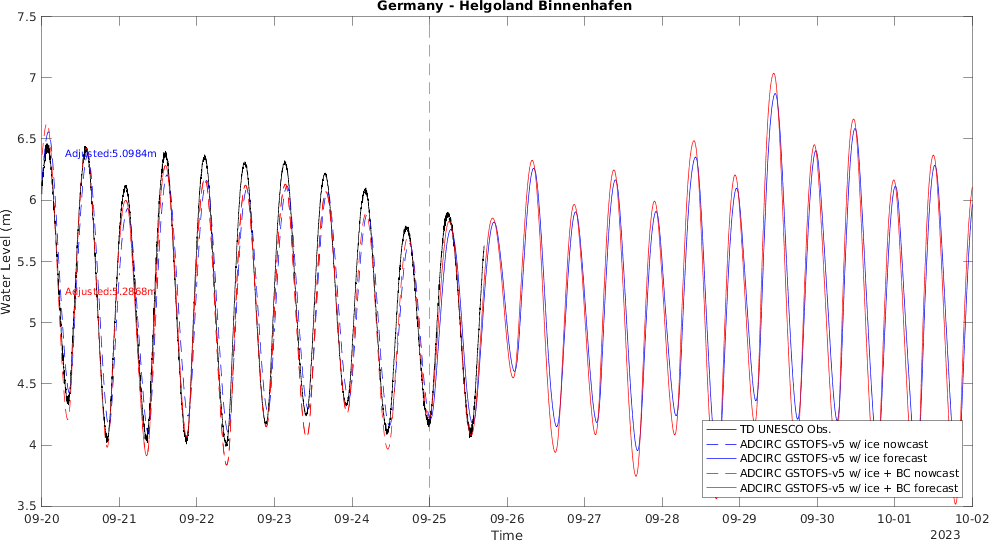 Germany - Helgoland Binnenhafen
7.5
7
6.5
6
5.5
5
4.5
4
3.5
Water Level (m)
Adjusted:5.0984m
Adjusted:5.2868m
TD UNESCO Obs.
ADCIRC GSTOFS-v5 w/ ice nowcast
ADCIRC GSTOFS-v5 w/ ice forecast
ADCIRC GSTOFS-v5 w/ ice + BC nowcast
ADCIRC GSTOFS-v5 w/ ice + BC forecast
09-20 09-21 09-22 09-23 09-24 09-25 09-26 09-27 09-28 09-29 09-30 10-01 10-02
Time
2023